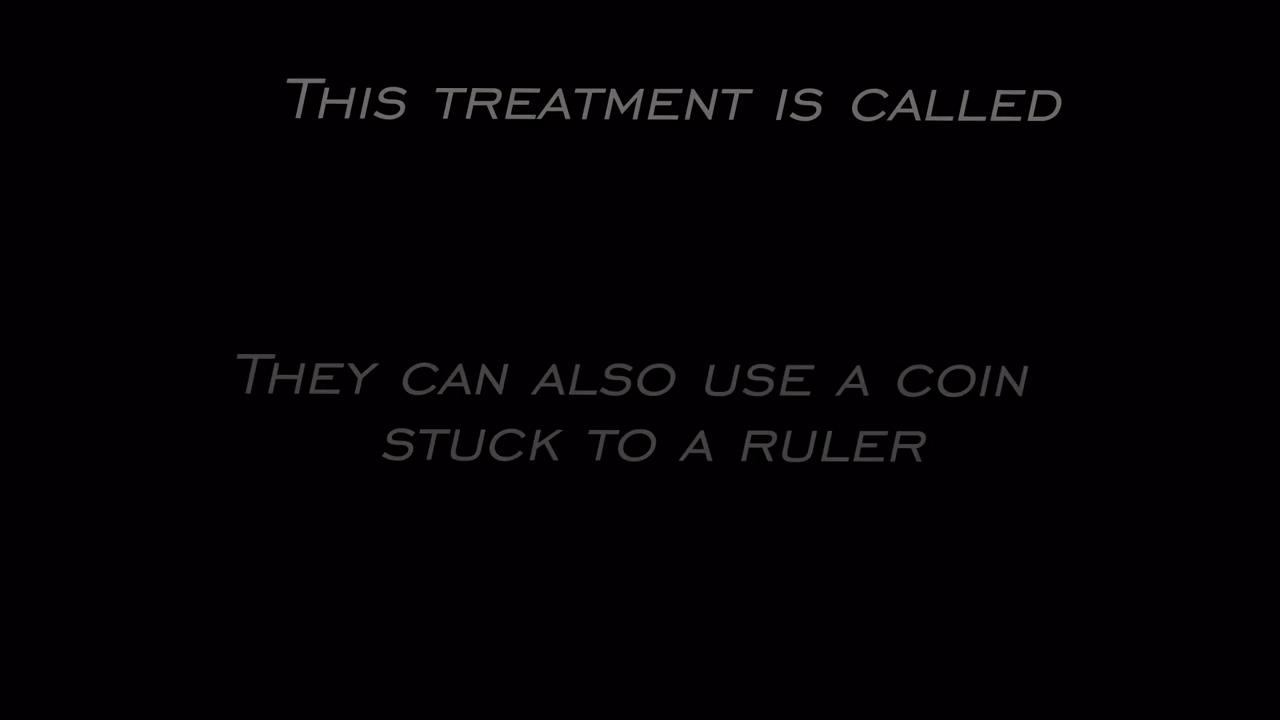 This treatment is called
They can also use a coin
stuck to a ruler